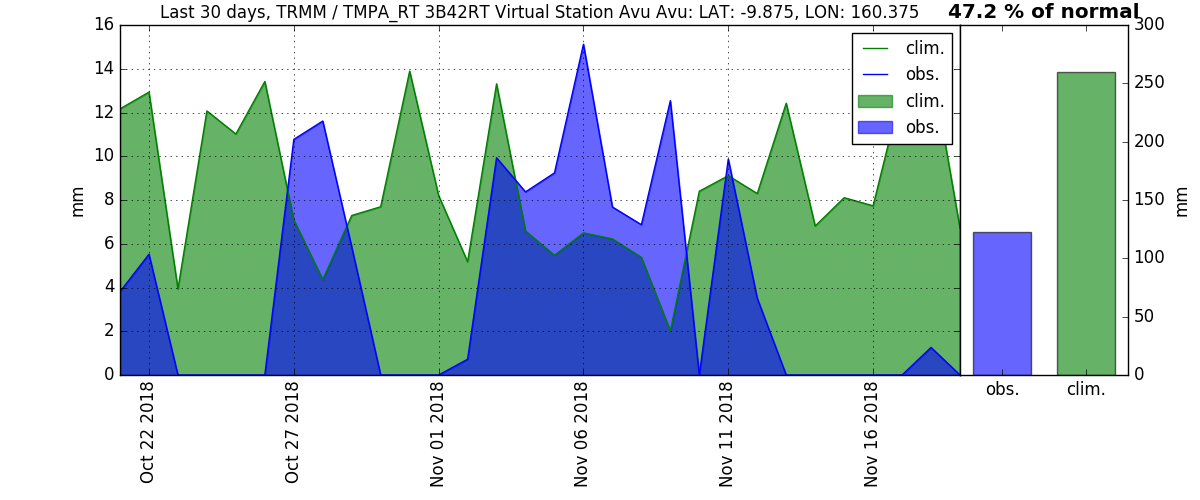 Last 30 days, TRMM / TMPA_RT 3B42RT Virtual Station Avu Avu: LAT: -9.875, LON: 160.375
47.2 % of normal
16
14
12
10
8
6
4
2
0
mm
clim.
obs.
clim.
obs.
300
250
200
150
100
50
0
mm
Oct 22 2018
Oct 27 2018
Nov 01 2018
Nov 06 2018
Nov 11 2018
Nov 16 2018
obs.
clim.